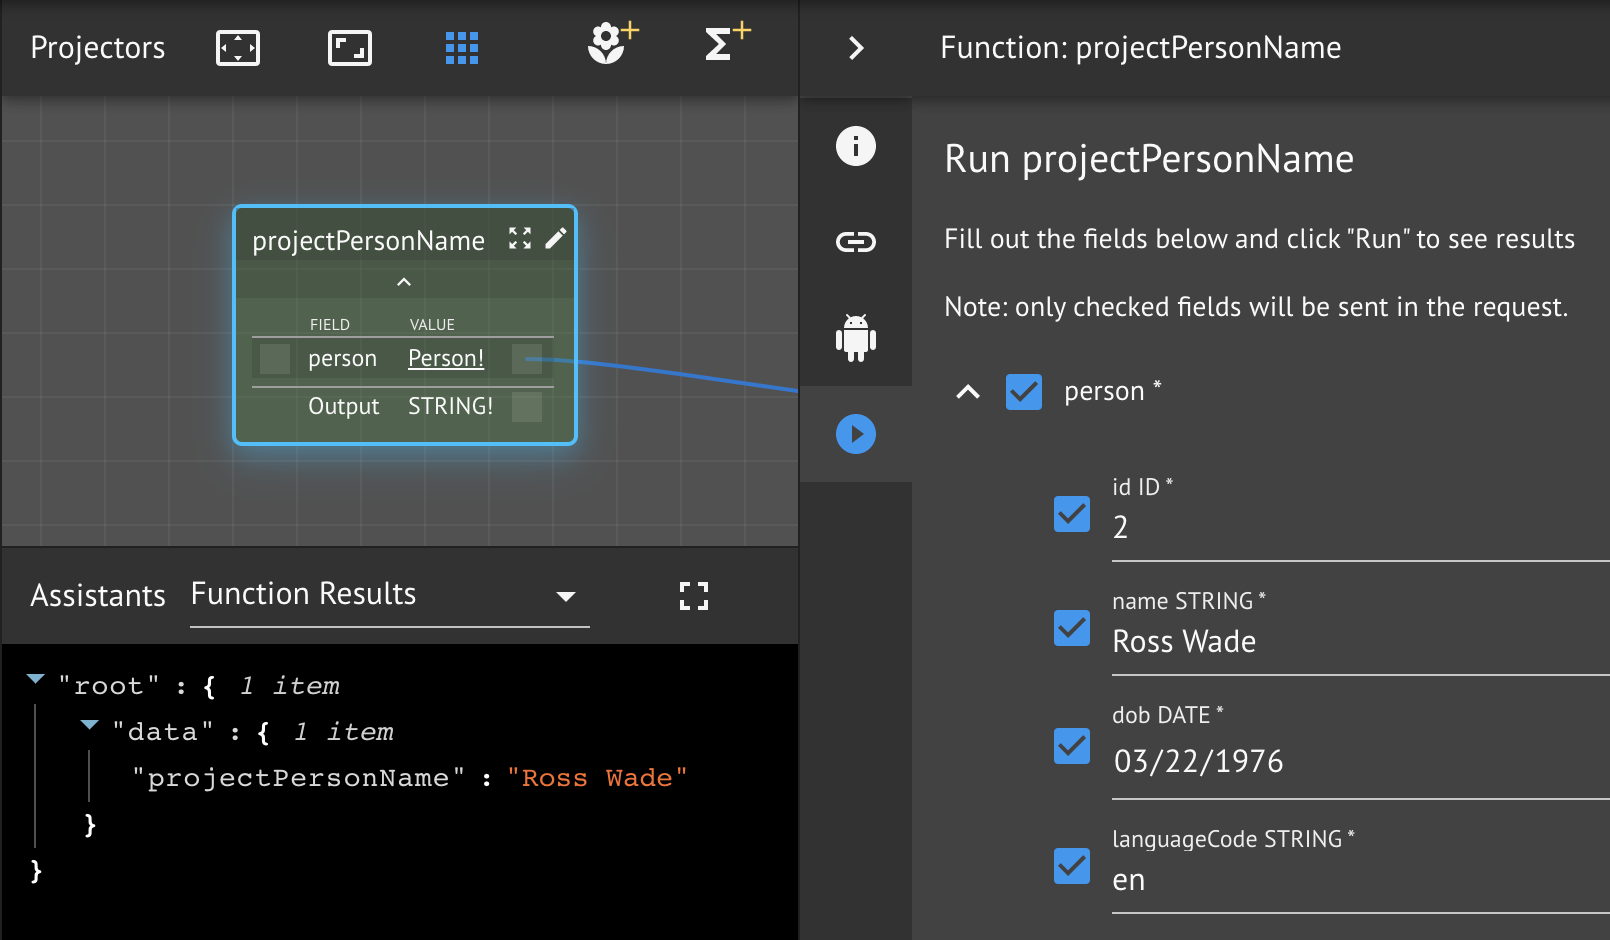 Projectors
Function: projectPersonName
projectPersonName
FIELD VALUE
person Person!
Output STRING!
Assistants Function Results
"root" : { 1 item
"data" : { 1 item
"projectPersonName" : "Ross Wade"
}
}
Run projectPersonName
Fill out the fields below and click "Run" to see results
Note: only checked fields will be sent in the request.
person *
id ID *
2
name STRING *
Ross Wade
dob DATE *
03/22/1976
languageCode STRING *
en